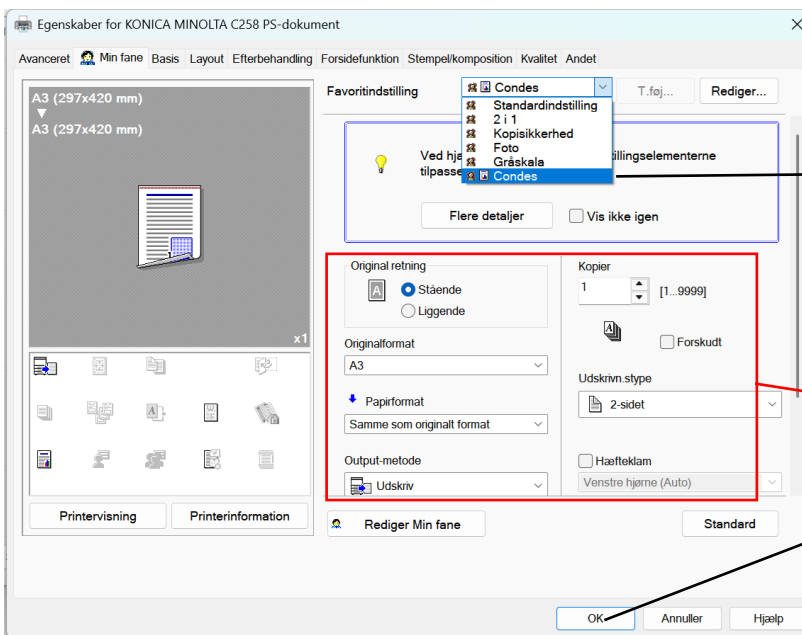 Egenskaber for KONICA MINOLTA C258 PS-dokument
Avanceret Min fane Basis Layout Efterbehandling Forsidefunktion Stempel/komposition Kvalitet Andet
A3 (297x420 mm)
A3 (297x420 mm)
x1
Printervisning
Printerinformation
Favoritindstilling
Condes
T.føj...
Rediger...
Standardindstilling
2 i 1
Kopisikkerhed
Foto
Gråskala
Condes
Ved hjæ
tillingselementerne
tilpasse
Flere detaljer
Vis ikke igen
Original retning
A
Stående
Liggende
Originalformat
A3
Papirformat
Samme som originalt format
Output-metode
Udskriv
Kopier
1
[1...9999]
Forskudt
Udskrivn.stype
2-sidet
Hæfteklam
Venstre hjørne (Auto)
Rediger Min fane
Standard
OK
Annuller
Hjælp